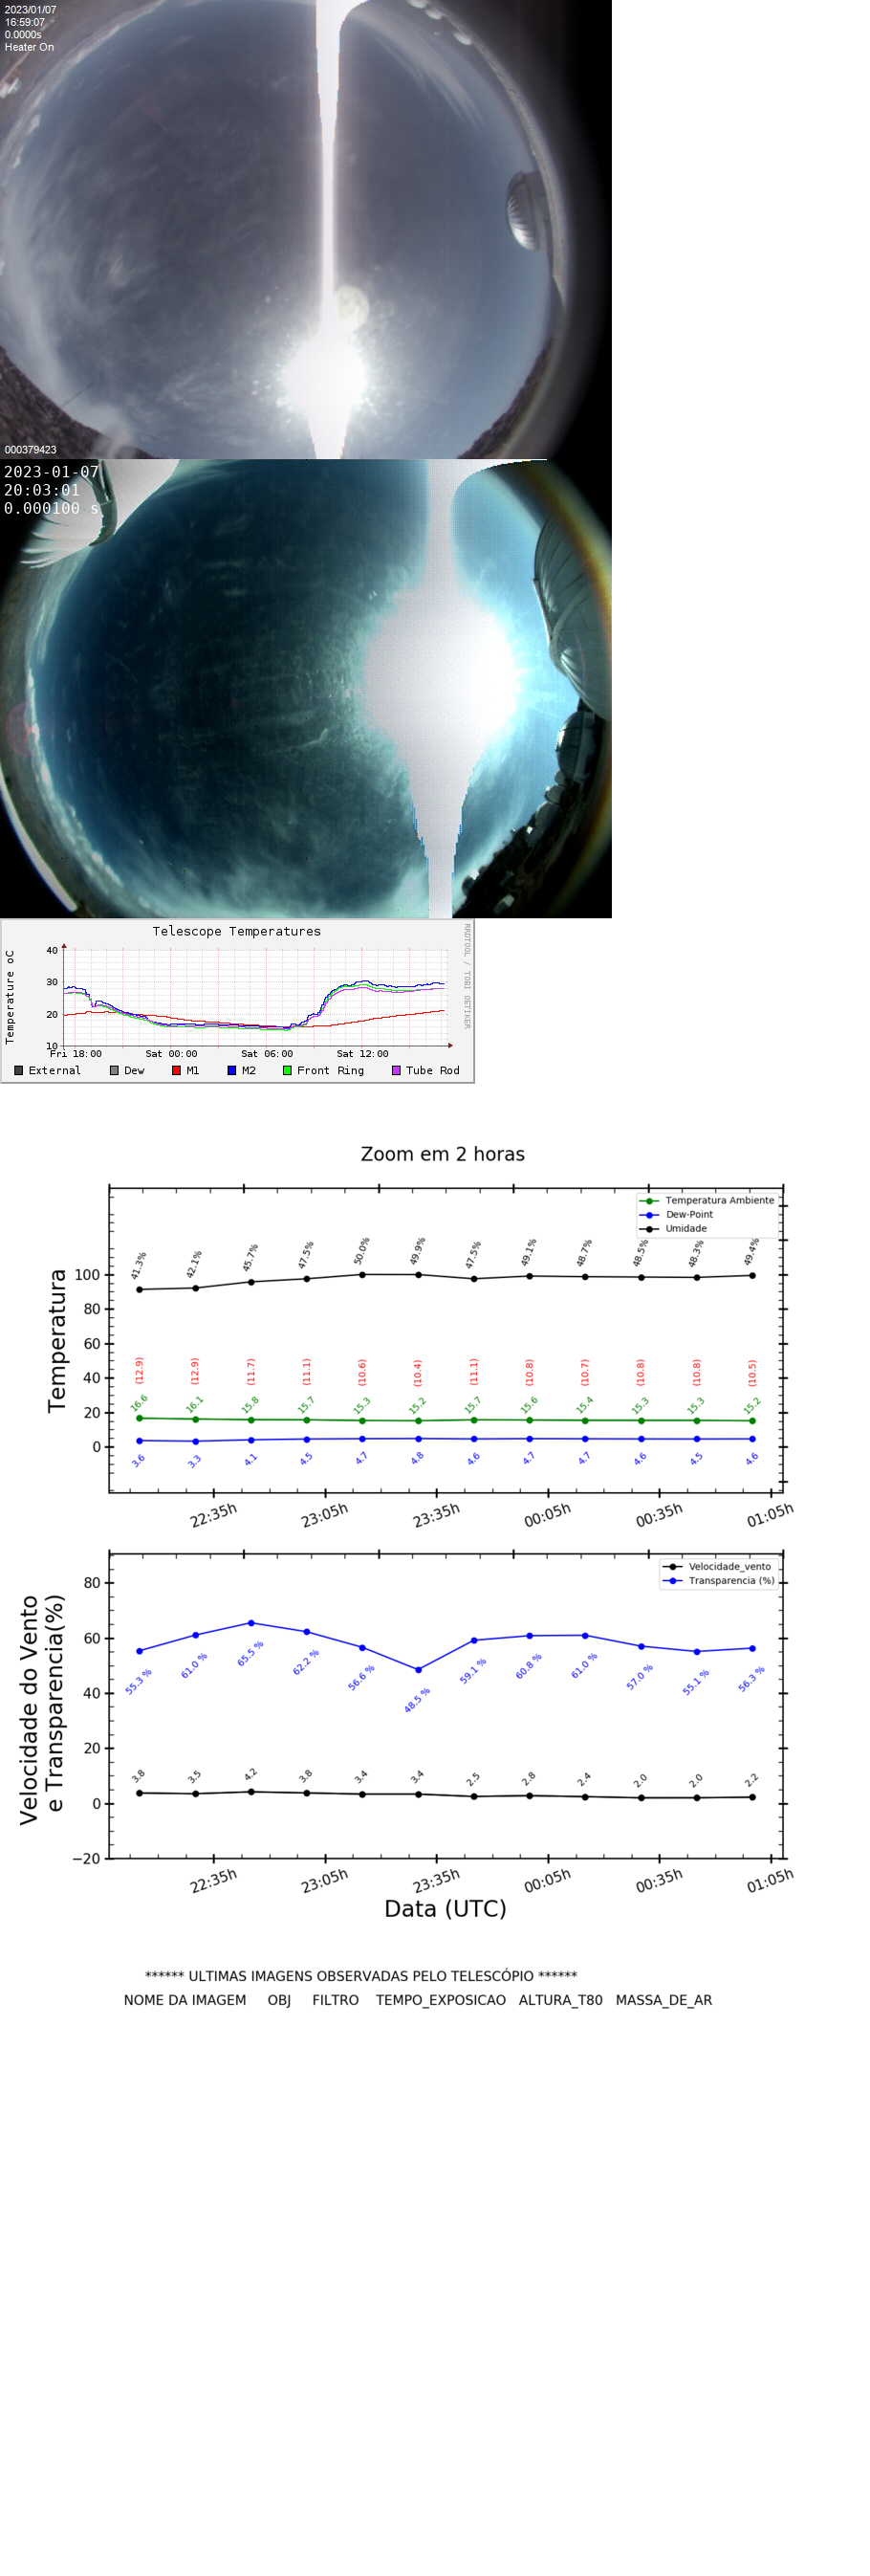 2023/01/07
16:59:07
0.0000s
Heater On
000379423
2023-01-07
20:03:01
0.000100 s
Telescope Temperatures
RRDTOOL / TOBI OETIKER
Temperature oC
40
30
20
10
Fri 18:00 Sat 00:00 Sat 06:00 Sat 12:00
External Dew M1 M2 Front Ring Tube Rod
Zoom em 2 horas
Temperatura Ambiente
Dew-Point
Umidade
Temperatura
41.3% 42.1% 45.7% 47.5% 50.0% 49.9% 47.5% 49.1% 48.7% 48.5% 48.3% 49.4%
100
80
60
40
20
0
(12.9) (12.9) (11.7) (11.1) (10.6) (10.4) (11.1) (10.8) (10.7) (10.8) (10.8) (10.5)
16.6 16.1 15.8 15.7 15.3 15.2 15.7 15.6 15.4 15.3 15.3 15.2
3.6 3.3 4.1 4.5 4.7 4.8 4.6 4.7 4.7 4.6 4.5 4.6
22:35h 23:05h 23:35h 00:05h 00:35h 01:05h
Velocidade_vento
Transparencia (%)
Velocidade do Vento
e Transparencia(%)
80
60
40
20
0
−20
55.3 % 61.0 % 65.5 % 62.2 % 56.6 % 48.5 % 59.1 % 60.8 % 61.0 % 57.0 % 55.1 % 56.3 %
3.8 3.5 4.2 3.8 3.4 3.4 2.5 2.8 2.4 2.0 2.0 2.2
22:35h 23:05h 23:35h 00:05h 00:35h 01:05h
Data (UTC)
****** ULTIMAS IMAGENS OBSERVADAS PELO TELESCÓPIO ******
NOME DA IMAGEM OBJ FILTRO TEMPO_EXPOSICAO ALTURA_T80 MASSA_DE_AR